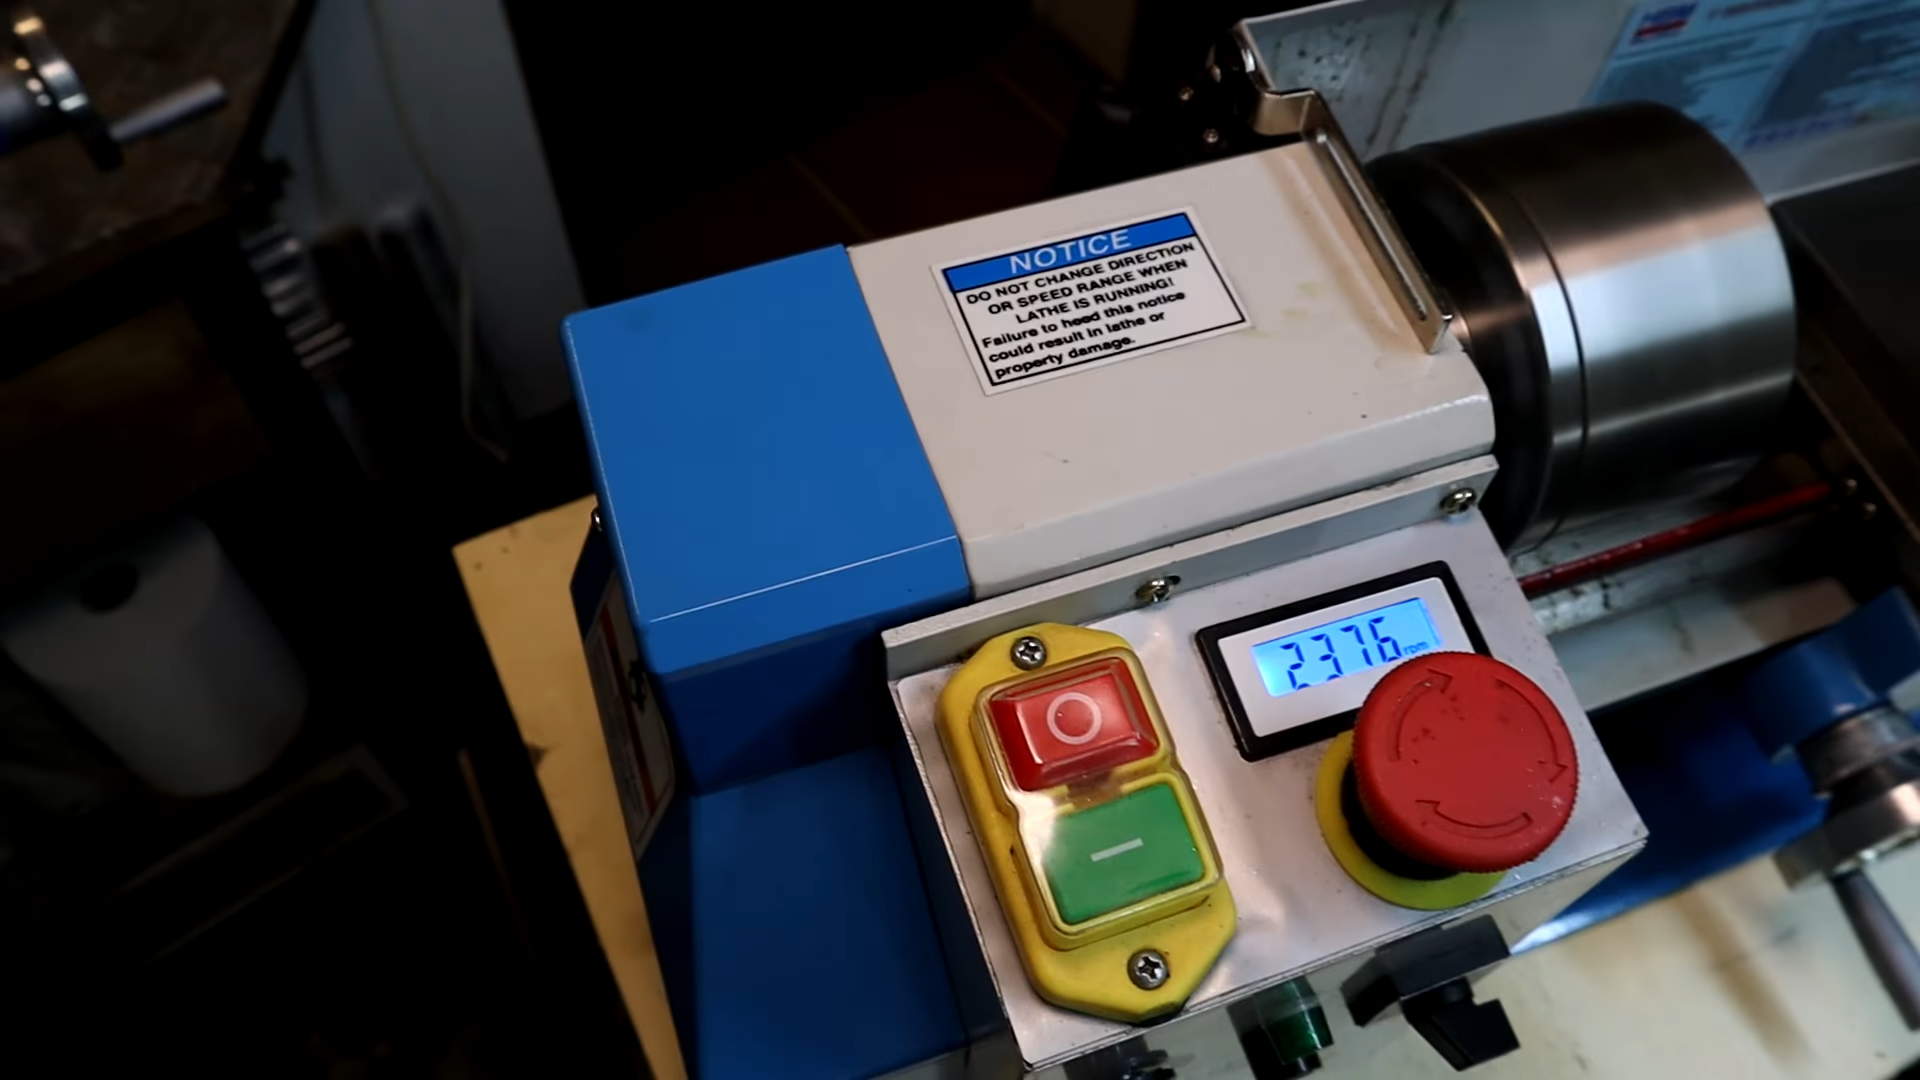 NOTICE
DO NOT CHANGE DIRECTION
OR SPEED RANGE WHEN
LATHE IS RUNNING!
Failure to heed this notice
could result in lathe or
property damage.
2376 rpm